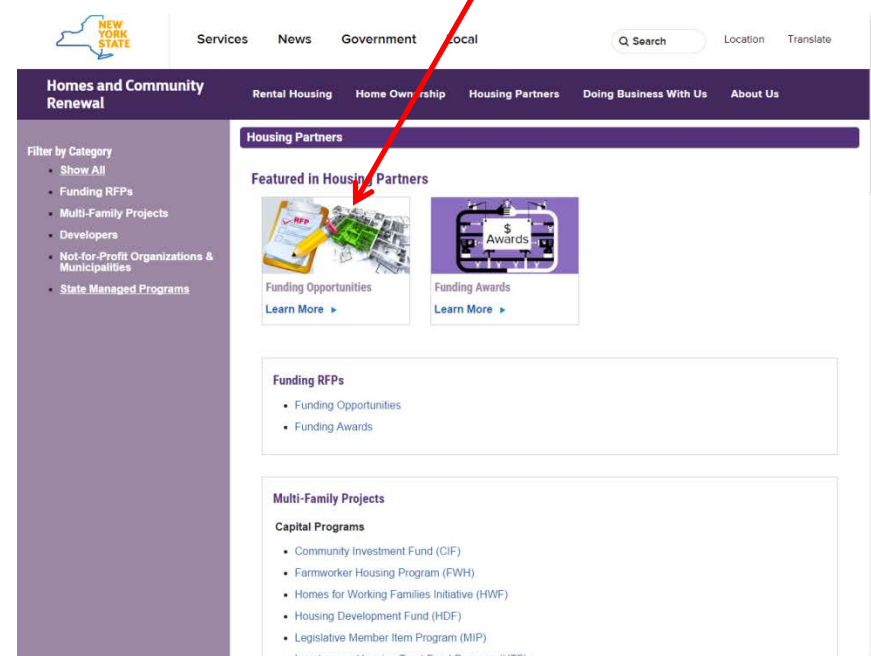 NEW
YORK
STATE
Services News Government Local
Search
Location Translate
Homes and Community
Renewal
Rental Housing Home Ownership Housing Partners Doing Business With Us About Us
Filter by Category
Show All
Funding RFPs
Multi-Family Projects
Developers
Not-for-Profit Organizations &
Municipalities
State Managed Programs
Housing Partners
Featured in Housing Partners
RFP
$
Awards
Funding Opportunities
Learn More
Funding Awards
Learn More
Funding RFPs
Funding Opportunities
Funding Awards
Multi-Family Projects
Capital Programs
Community Investment Fund (CIF)
Farmworker Housing Program (FWH)
Homes for Working Families Initiative (HWF)
Housing Development Fund (HDF)
Legislative Member Item Program (MIP)